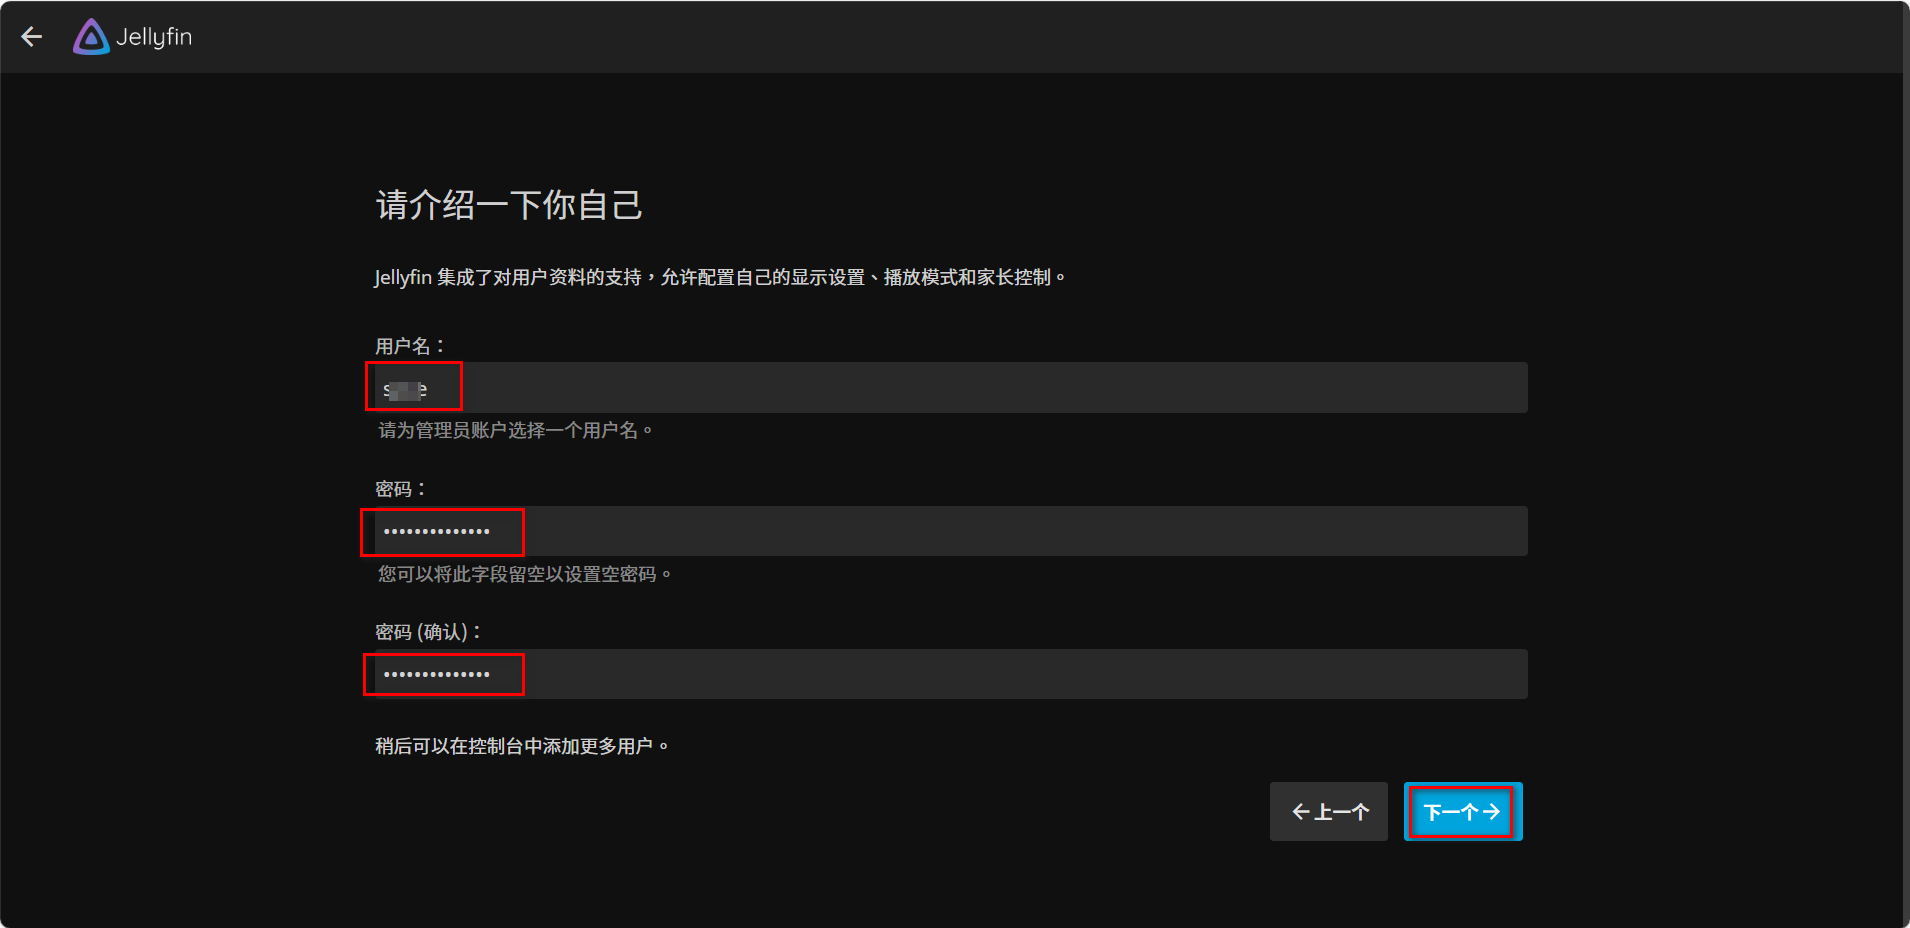 Jellyfin
请介绍一下你自己
Jellyfin 集成了对用户资料的支持，允许配置自己的显示设置、播放模式和家长控制。
用户名：
请为管理员账户选择一个用户名。
密码：
••••••••••••••
您可以将此字段留空以设置空密码。
密码 (确认)：
••••••••••••••
稍后可以在控制台中添加更多用户。
上一个
下一个